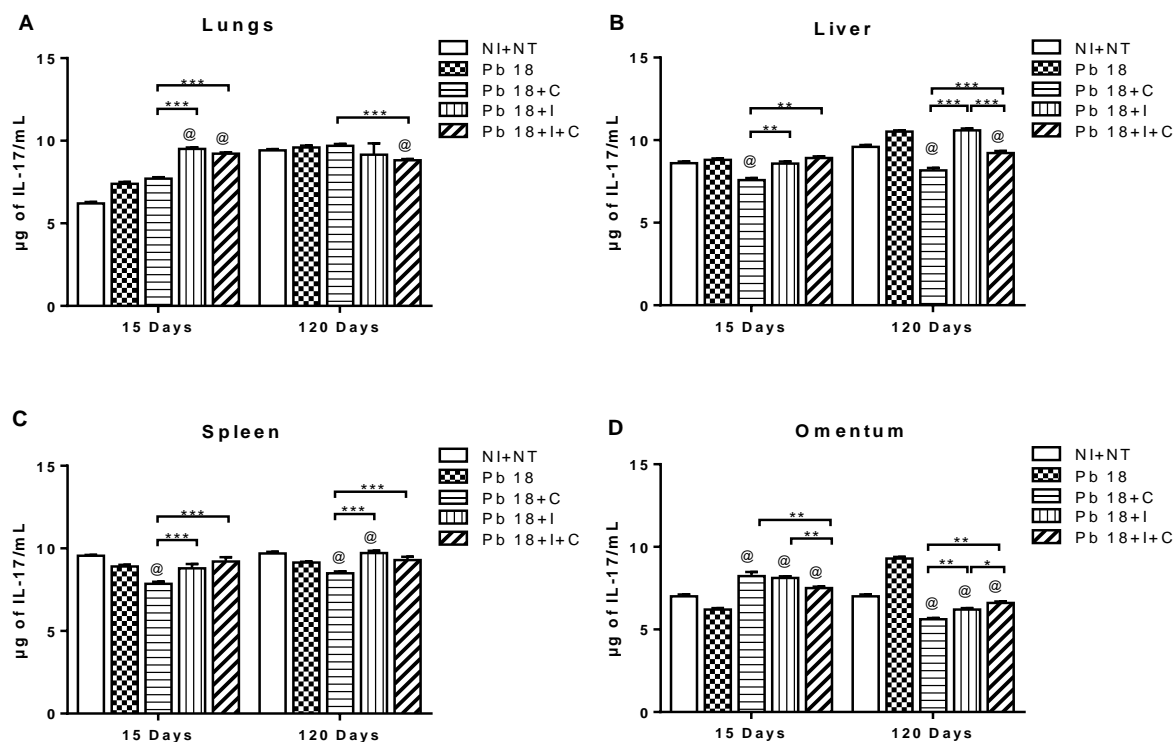 A
Lungs
µg of IL-17/mL
15
10
5
0
***
***
@
@
***
@
15 Days
120 Days
NI+NT
Pb 18
Pb 18+C
Pb 18+I
Pb 18+I+C
B
Liver
µg of IL-17/mL
15
10
5
0
**
**
@
***
***
***
@
@
15 Days
120 Days
NI+NT
Pb 18
Pb 18+C
Pb 18+I
Pb 18+I+C
C
Spleen
µg of IL-17/mL
15
10
5
0
***
***
@
***
***
@
@
15 Days
120 Days
NI+NT
Pb 18
Pb 18+C
Pb 18+I
Pb 18+I+C
D
Omentum
µg of IL-17/mL
15
10
5
0
**
**
@
@
@
**
**
*
@
@
@
15 Days
120 Days
NI+NT
Pb 18
Pb 18+C
Pb 18+I
Pb 18+I+C